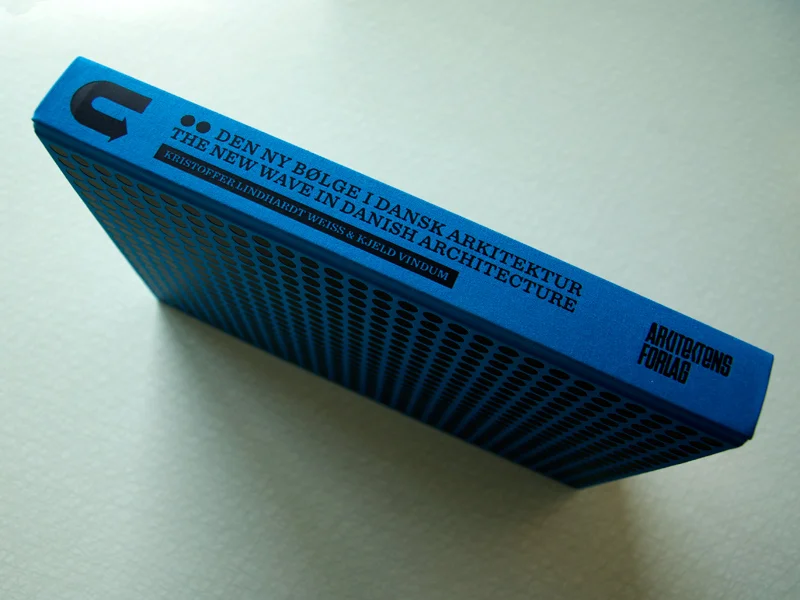 DEN NY BØLGE I DANSK ARKITEKTUR
THE NEW WAVE IN DANISH ARCHITECTURE
KRISTOFFER LINDHARDT WEISS & KJELD VINDUM
ARKITEKTENS
FORLAG